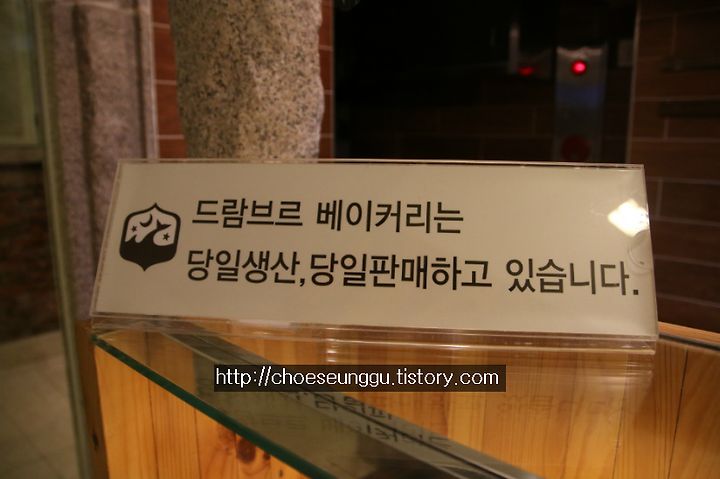 드람브르 베이커리는
당일생산,당일판매하고 있습니다.
http://choeseunggu.tistory.com